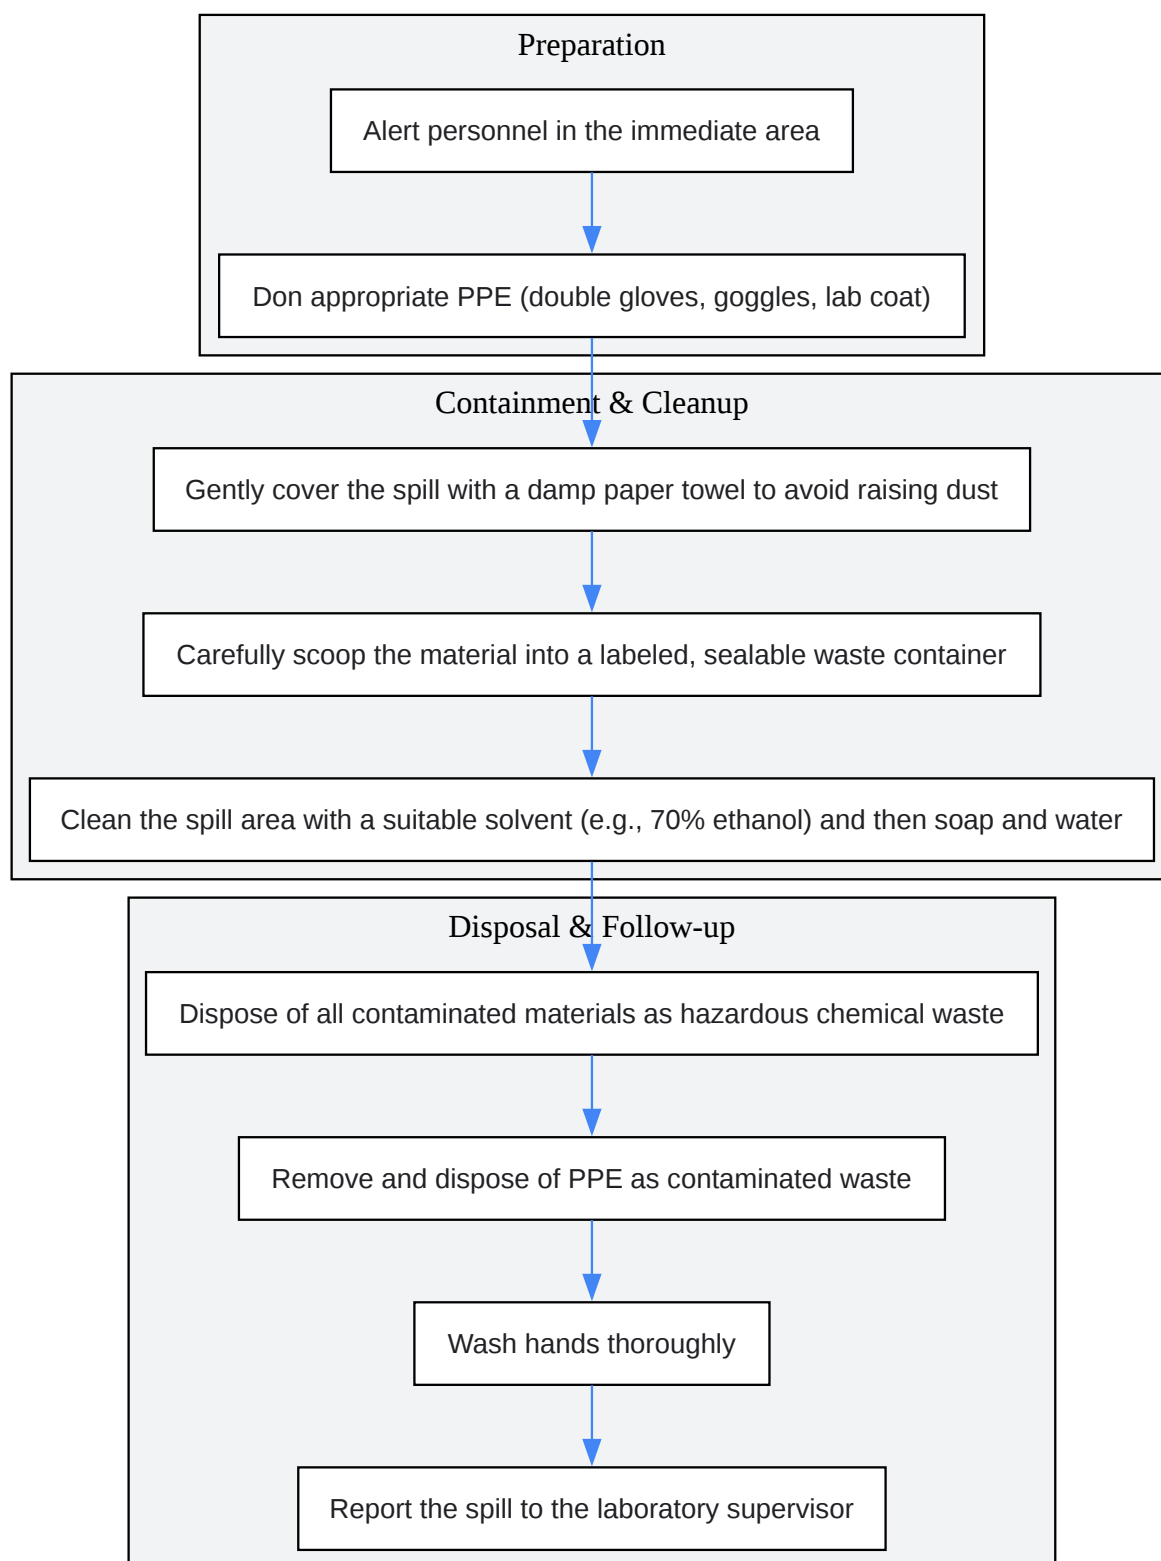 Preparation
Alert personnel in the immediate area
Don appropriate PPE (double gloves, goggles, lab coat)
Containment & Cleanup
Gently cover the spill with a damp paper towel to avoid raising dust
Carefully scoop the material into a labeled, sealable waste container
Clean the spill area with a suitable solvent (e.g., 70% ethanol) and then soap and water
Disposal & Follow-up
Dispose of all contaminated materials as hazardous chemical waste
Remove and dispose of PPE as contaminated waste
Wash hands thoroughly
Report the spill to the laboratory supervisor